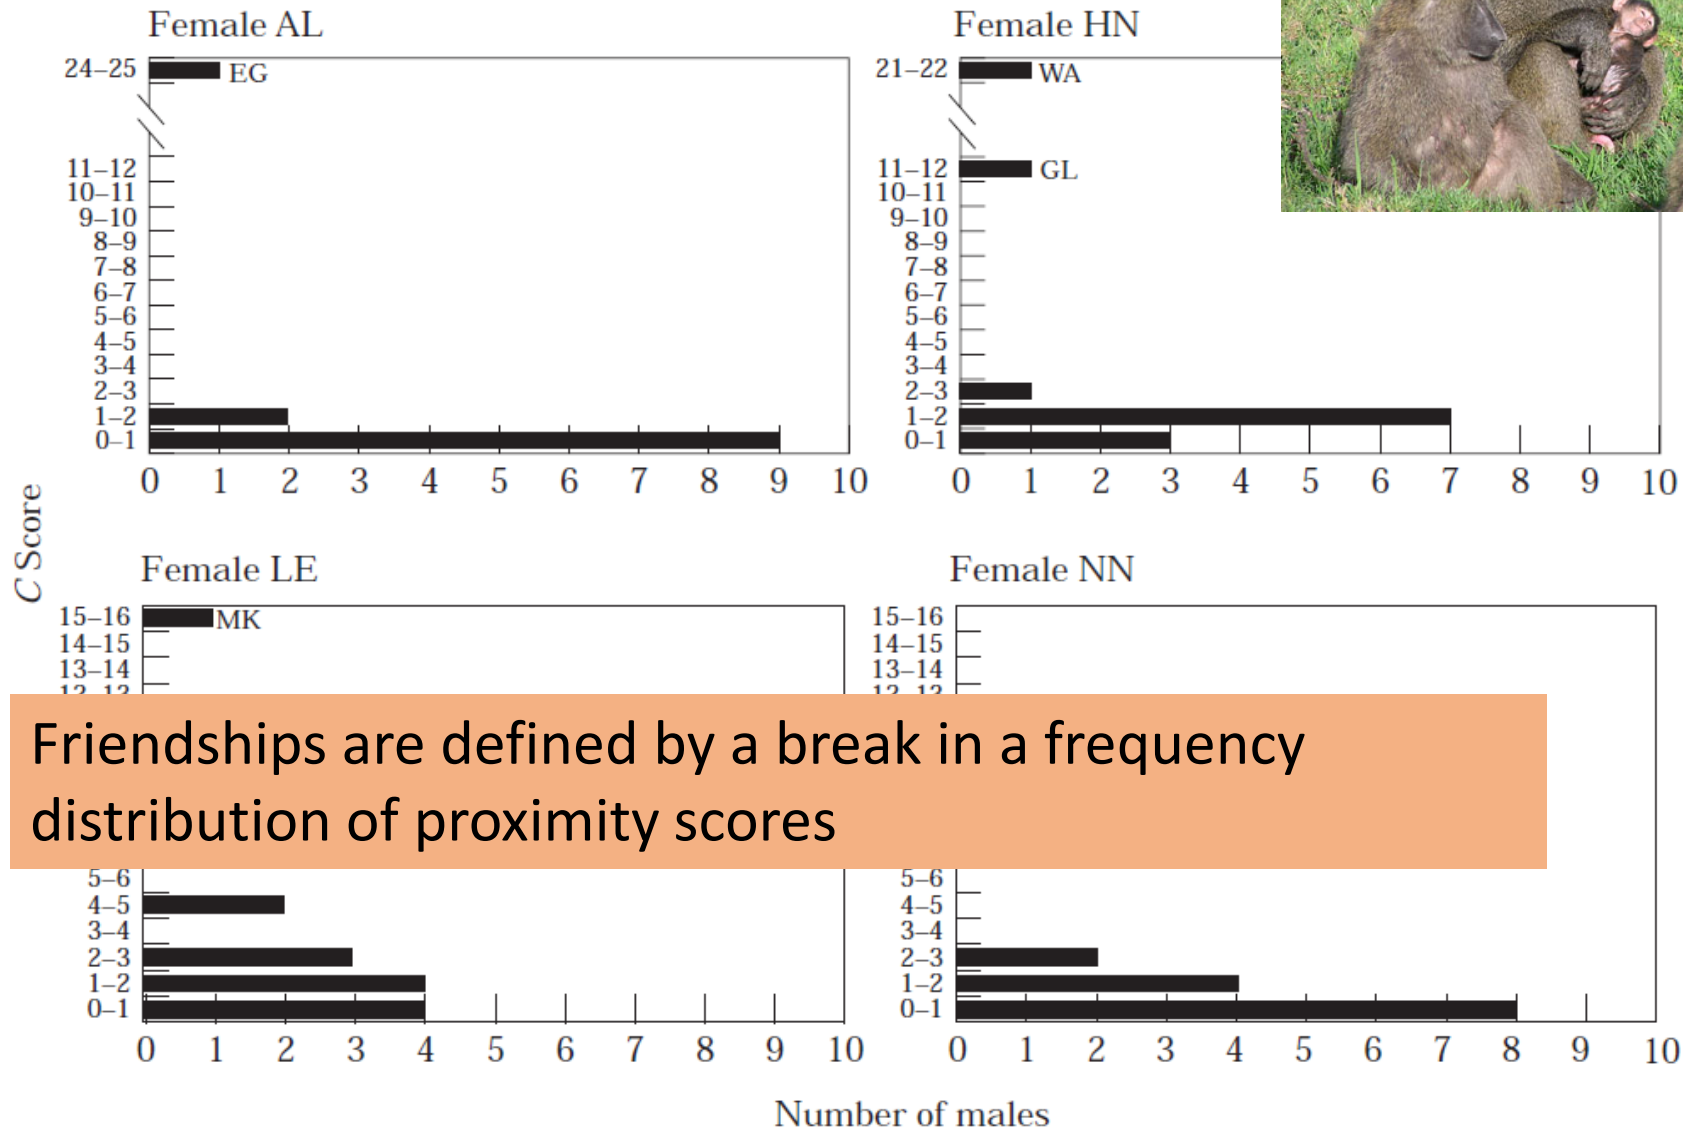 Female AL
24–25
EG
11–12
10–11
9–10
8–9
7–8
6–7
5–6
4–5
3–4
2–3
1–2
0–1
0 1 2 3 4 5 6 7 8 9 10
Female HN
21–22
WA
11–12
GL
10–11
9–10
8–9
7–8
6–7
5–6
4–5
3–4
2–3
1–2
0–1
0 1 2 3 4 5 6 7 8 9 10
C Score
Female LE
15–16
MK
14–15
13–14
5–6
4–5
3–4
2–3
1–2
0–1
0 1 2 3 4 5 6 7 8 9 10
Female NN
15–16
14–15
13–14
5–6
4–5
3–4
2–3
1–2
0–1
0 1 2 3 4 5 6 7 8 9 10
Friendships are defined by a break in a frequency
distribution of proximity scores
Number of males